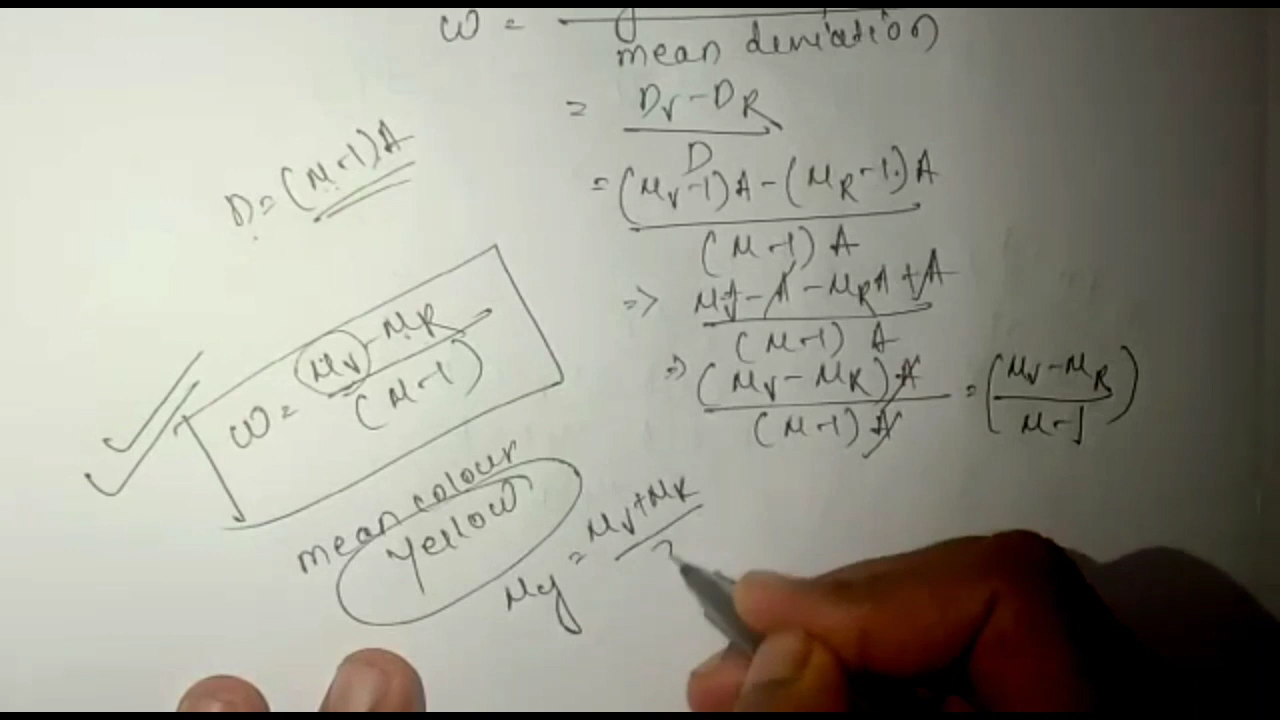 ω =
mean deviation
= Dv - DR / D
D = (μ-1)A
= (μv-1)A - (μR-1)A / (μ-1) A
=> μvA - A - μRA + A / (μ-1) A
=> (μv - μR) A / (μ-1) A = (μv - μR / μ-1)
ω = μv - μR / (μ-1)
mean colour
yellow
μy = μv + μR / 2